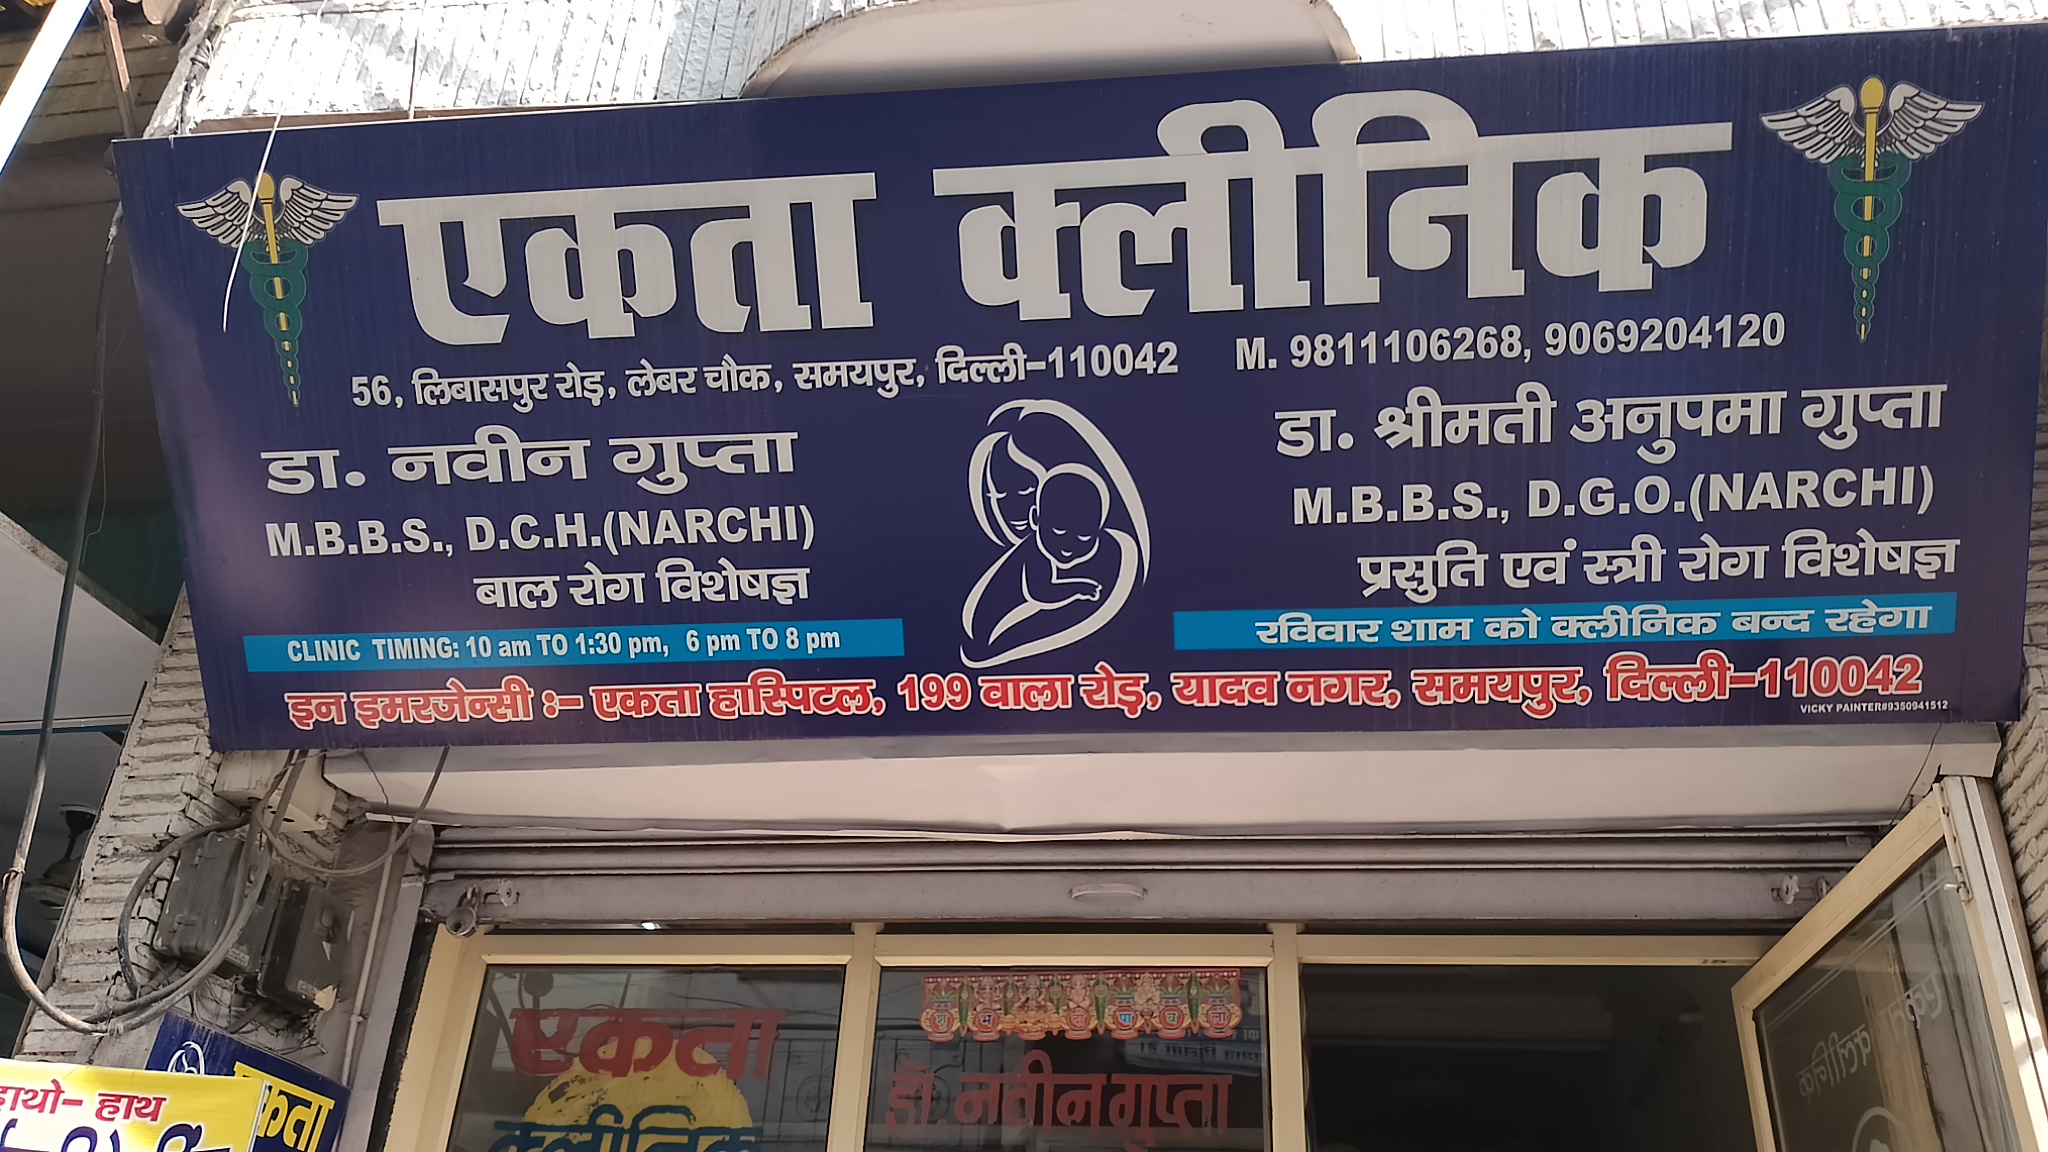 एकता क्लीनिक
56, लिबासपुर रोड़, लेबर चौक, समयपुर, दिल्ली-110042 M. 9811106268, 9069204120
डा. नवीन गुप्ता
M.B.B.S., D.C.H.(NARCHI)
बाल रोग विशेषज्ञ
CLINIC TIMING: 10 am TO 1:30 pm, 6 pm TO 8 pm
डा. श्रीमती अनुपमा गुप्ता
M.B.B.S., D.G.O.(NARCHI)
प्रसुति एवं स्त्री रोग विशेषज्ञ
रविवार शाम को क्लीनिक बन्द रहेगा
इन इमरजेन्सी :- एकता हास्पिटल, 199 वाला रोड़, यादव नगर, समयपुर, दिल्ली-110042
VICKY PAINTER#9350941512
एकता
क्लीनिक
डॉ. नवीन गुप्ता
हाथो- हाथ
एकता
एकता क्लीनिक